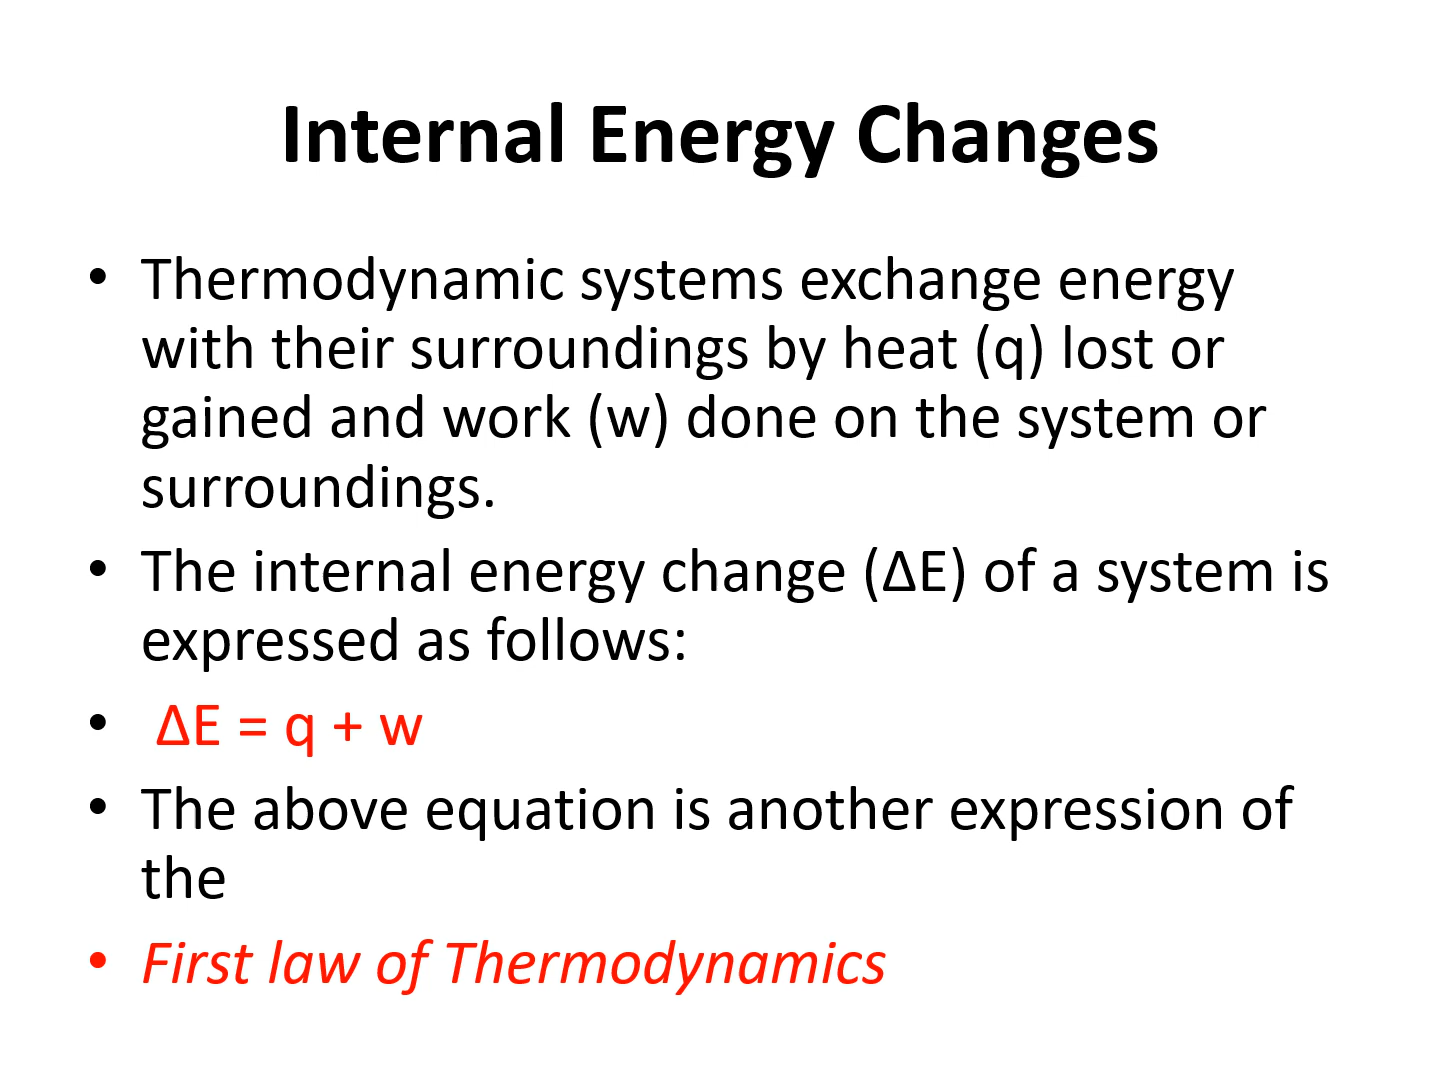 Internal Energy Changes
• Thermodynamic systems exchange energy
with their surroundings by heat (q) lost or
gained and work (w) done on the system or
surroundings.
• The internal energy change (ΔE) of a system is
expressed as follows:
• ΔE = q + w
• The above equation is another expression of
the
• First law of Thermodynamics